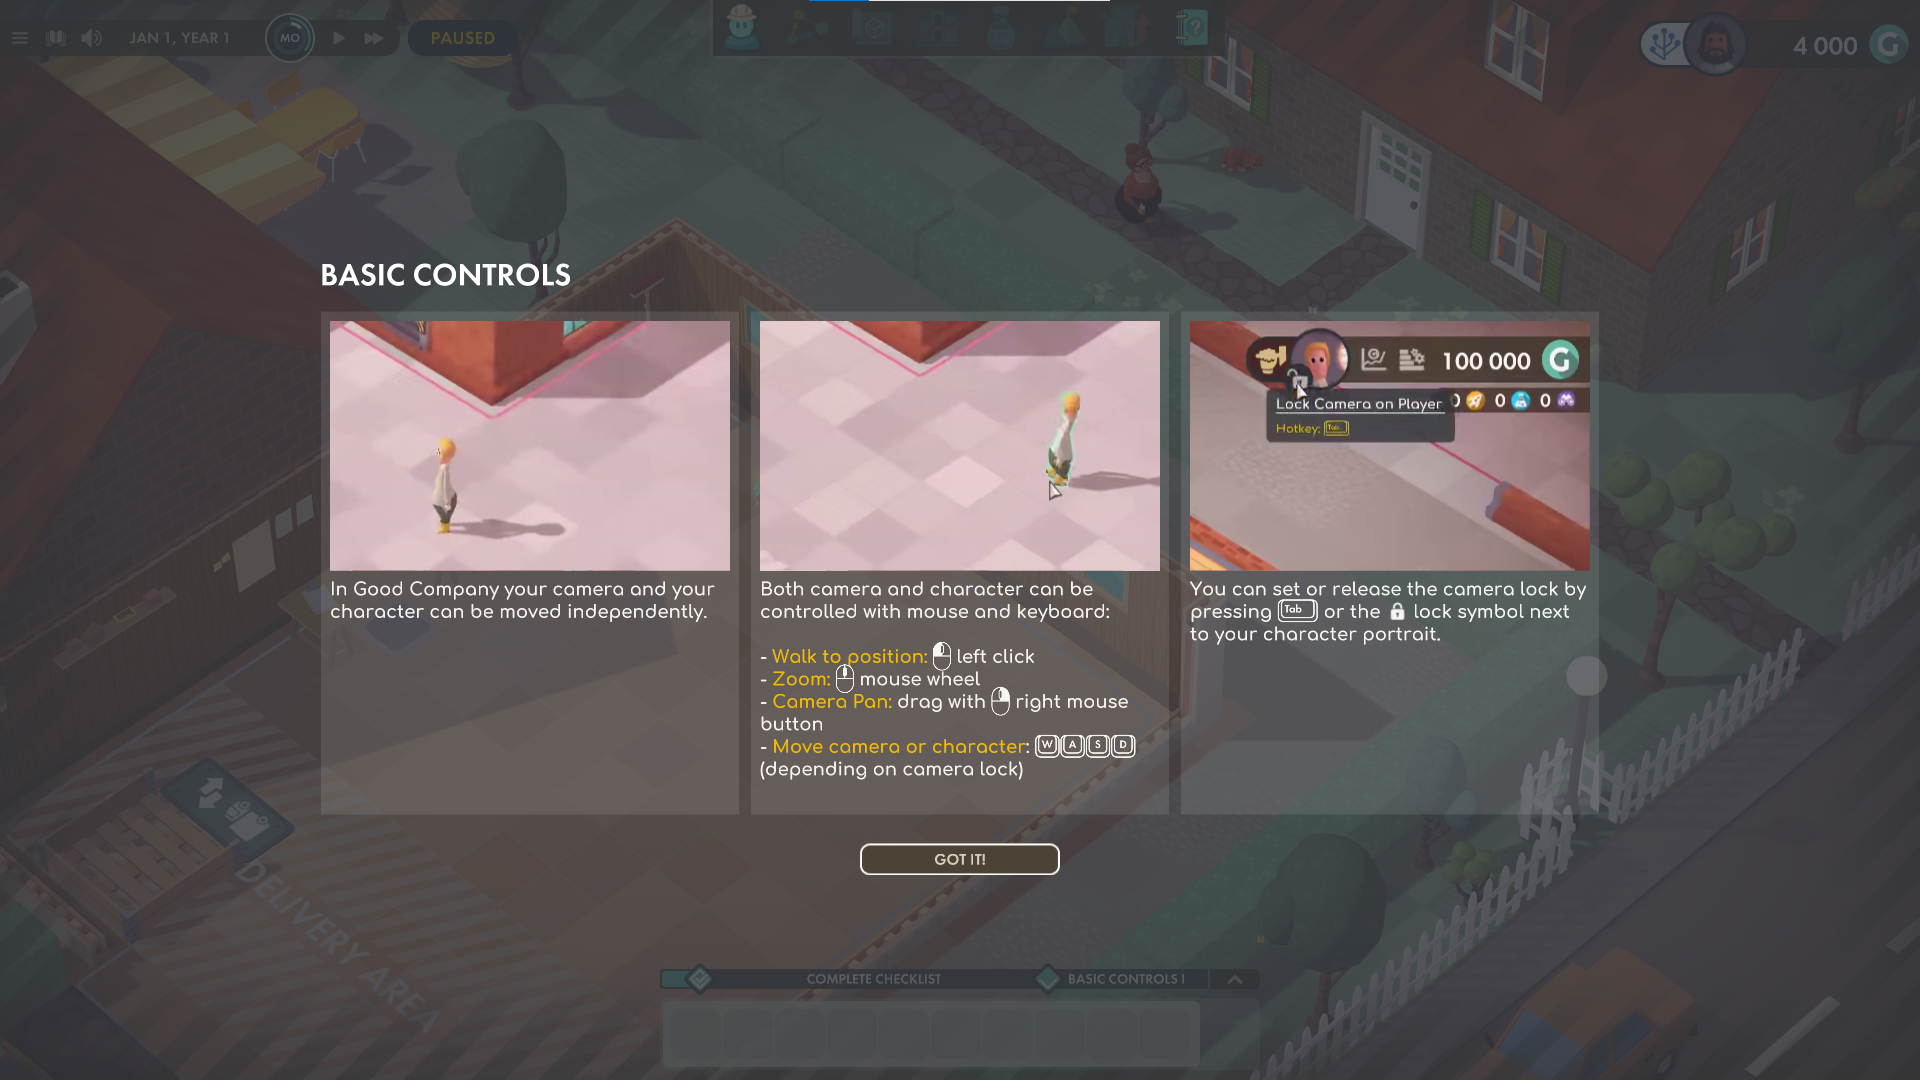 JAN 1, YEAR 1
MO
PAUSED
4 000
G
BASIC CONTROLS
100 000
G
Lock Camera on Player
0 0 0
Hotkey: Tab
In Good Company your camera and your
character can be moved independently.
Both camera and character can be
controlled with mouse and keyboard:
- Walk to position: left click
- Zoom: mouse wheel
- Camera Pan: drag with right mouse
button
- Move camera or character: W A S D
(depending on camera lock)
You can set or release the camera lock by
pressing Tab or the lock symbol next
to your character portrait.
GOT IT!
DELIVERY AREA
COMPLETE CHECKLIST
BASIC CONTROLS I